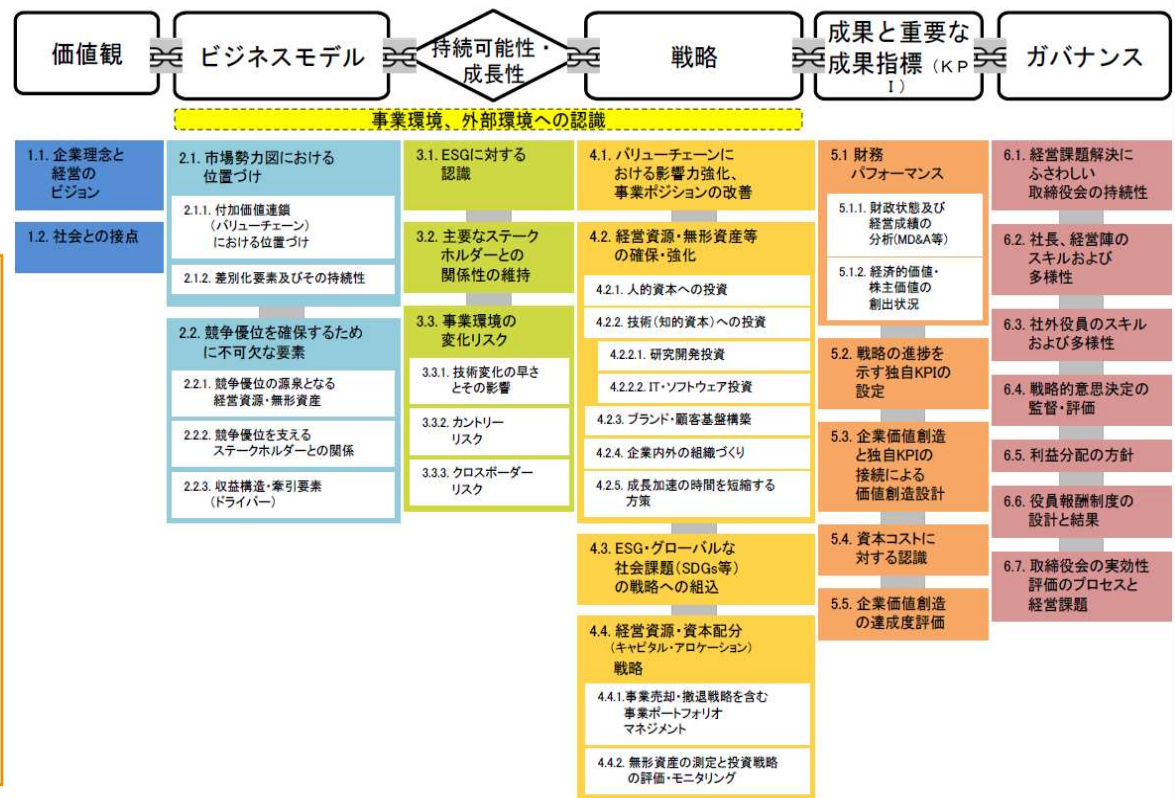 価値観
ビジネスモデル
持続可能性・
成長性
戦略
成果と重要な
成果指標(KP
I)
ガバナンス
事業環境、外部環境への認識
1.1. 企業理念と
経営の
ビジョン
1.2. 社会との接点
2.1. 市場勢力図における
位置づけ
2.1.1. 付加価値連鎖
(バリューチェーン)
における位置づけ
2.1.2. 差別化要素及びその持続性
2.2. 競争優位を確保するため
に不可欠な要素
2.2.1. 競争優位の源泉となる
経営資源・無形資産
2.2.2. 競争優位を支える
ステークホルダーとの関係
2.2.3. 収益構造・牽引要素
(ドライバー)
3.1. ESGに対する
認識
3.2. 主要なステーク
ホルダーとの
関係性の維持
3.3. 事業環境の
変化リスク
3.3.1. 技術変化の早さ
とその影響
3.3.2. カントリー
リスク
3.3.3. クロスボーダー
リスク
4.1. バリューチェーンに
おける影響力強化、
事業ポジションの改善
4.2. 経営資源・無形資産等
の確保・強化
4.2.1. 人的資本への投資
4.2.2. 技術(知的資本)への投資
4.2.2.1. 研究開発投資
4.2.2.2. IT・ソフトウェア投資
4.2.3. ブランド・顧客基盤構築
4.2.4. 企業内外の組織づくり
4.2.5. 成長加速の時間を短縮する
方策
4.3. ESG・グローバルな
社会課題(SDGs等)
の戦略への組込
4.4. 経営資源・資本配分
(キャピタル・アロケーション)
戦略
4.4.1.事業売却・撤退戦略を含む
事業ポートフォリオ
マネジメント
4.4.2. 無形資産の測定と投資戦略
の評価・モニタリング
5.1 財務
パフォーマンス
5.1.1. 財政状態及び
経営成績の
分析(MD&A等)
5.1.2. 経済的価値・
株主価値の
創出状況
5.2. 戦略の進捗を
示す独自KPIの
設定
5.3. 企業価値創造
と独自KPIの
接続による
価値創造設計
5.4. 資本コストに
対する認識
5.5. 企業価値創造
の達成度評価
6.1. 経営課題解決に
ふさわしい
取締役会の持続性
6.2. 社長、経営陣の
スキルおよび
多様性
6.3. 社外役員のスキル
および多様性
6.4. 戦略的意思決定の
監督・評価
6.5. 利益分配の方針
6.6. 役員報酬制度の
設計と結果
6.7. 取締役会の実効性
評価のプロセスと
経営課題